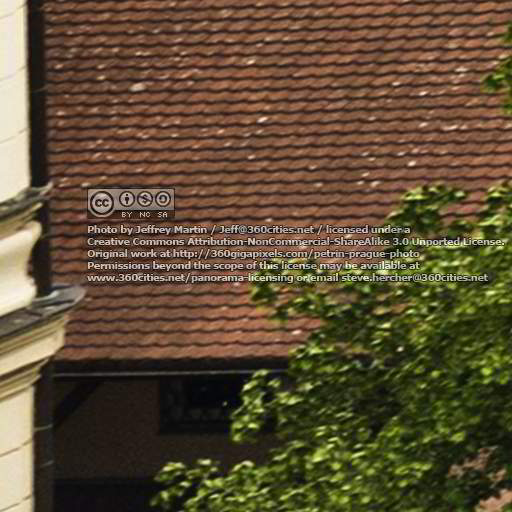 cc
BY NC SA
Photo by Jeffrey Martin / Jeff@360cities.net / licensed under a
Creative Commons Attribution-NonCommercial-ShareAlike 3.0 Unported License.
Original work at http://360gigapixels.com/petrin-prague-photo
Permissions beyond the scope of this license may be available at
www.360cities.net/panorama-licensing or email steve.hercher@360cities.net